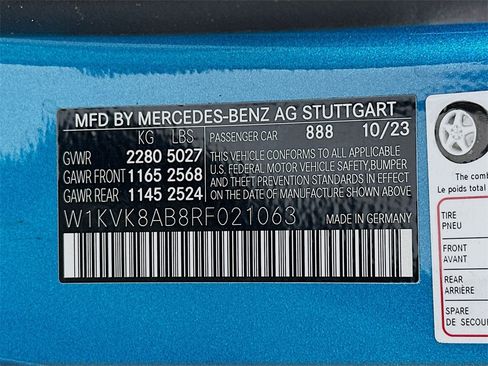 MFD BY MERCEDES-BENZ AG STUTTGART
KG LBS PASSENGER CAR 888 10/23
GVWR 2280 5027
GAWR FRONT 1165 2568
GAWR REAR 1145 2524
THIS VEHICLE CONFORMS TO ALL APPLICABLE
U.S. FEDERAL MOTOR VEHICLE SAFETY, BUMPER
AND THEFT PREVENTION STANDARDS IN EFFECT
ON THE DATE OF MANUFACTURE SHOWN ABOVE.
W1KVK8AB8RF021063
MADE IN GERMANY
The comb
Le poids total
TIRE
PNEU
FRONT
AVANT
REAR
ARRIÈRE
SPARE
DE SECOU